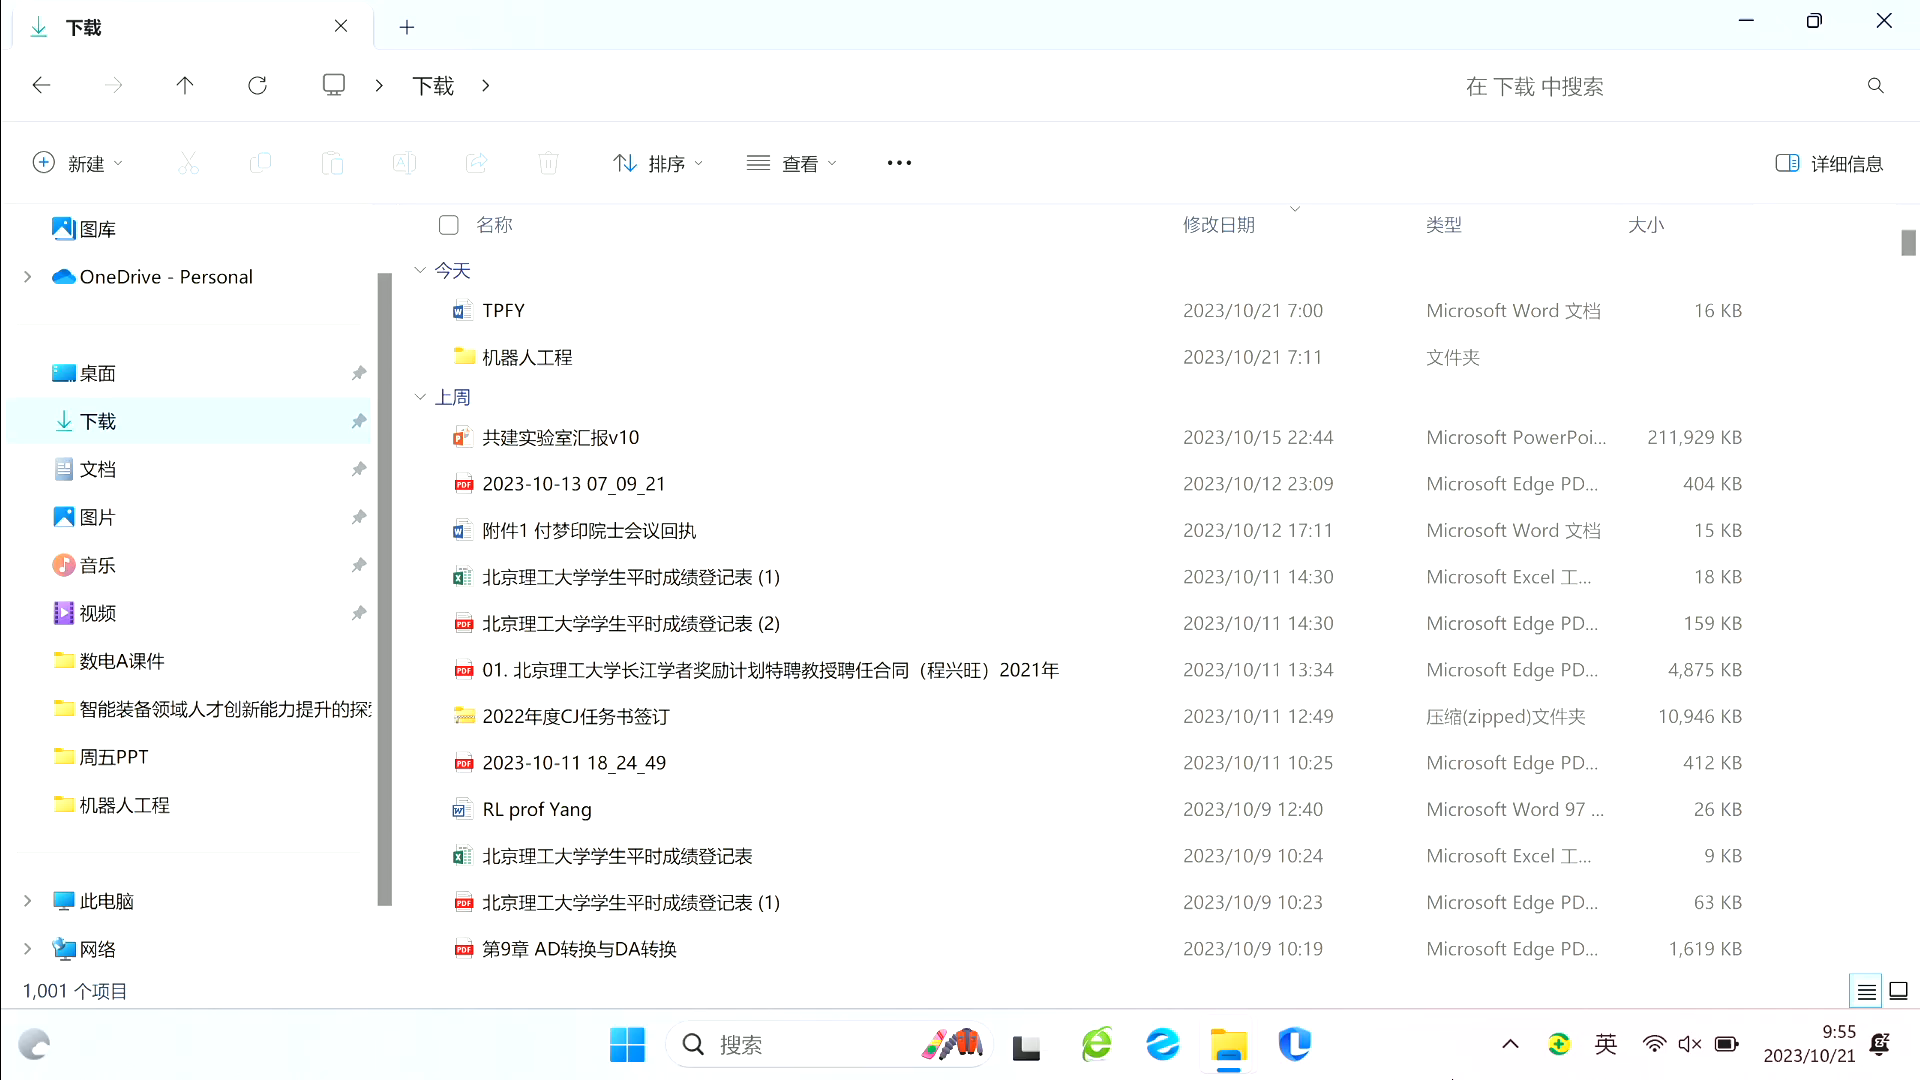 下载
下载
在 下载 中搜索
新建
排序
查看
详细信息
图库
OneDrive - Personal
桌面
下载
文档
图片
音乐
视频
数电A课件
智能装备领域人才创新能力提升的探
周五PPT
机器人工程
此电脑
网络
名称 修改日期 类型 大小
今天
TPFY 2023/10/21 7:00 Microsoft Word 文档 16 KB
机器人工程 2023/10/21 7:11 文件夹
上周
共建实验室汇报v10 2023/10/15 22:44 Microsoft PowerPoi... 211,929 KB
2023-10-13 07_09_21 2023/10/12 23:09 Microsoft Edge PD... 404 KB
附件1 付梦印院士会议回执 2023/10/12 17:11 Microsoft Word 文档 15 KB
北京理工大学学生平时成绩登记表 (1) 2023/10/11 14:30 Microsoft Excel 工... 18 KB
北京理工大学学生平时成绩登记表 (2) 2023/10/11 14:30 Microsoft Edge PD... 159 KB
01. 北京理工大学长江学者奖励计划特聘教授聘任合同（程兴旺）2021年 2023/10/11 13:34 Microsoft Edge PD... 4,875 KB
2022年度CJ任务书签订 2023/10/11 12:49 压缩(zipped)文件夹 10,946 KB
2023-10-11 18_24_49 2023/10/11 10:25 Microsoft Edge PD... 412 KB
RL prof Yang 2023/10/9 12:40 Microsoft Word 97 ... 26 KB
北京理工大学学生平时成绩登记表 2023/10/9 10:24 Microsoft Excel 工... 9 KB
北京理工大学学生平时成绩登记表 (1) 2023/10/9 10:23 Microsoft Edge PD... 63 KB
第9章 AD转换与DA转换 2023/10/9 10:19 Microsoft Edge PD... 1,619 KB
1,001 个项目
搜索
英
9:55
2023/10/21